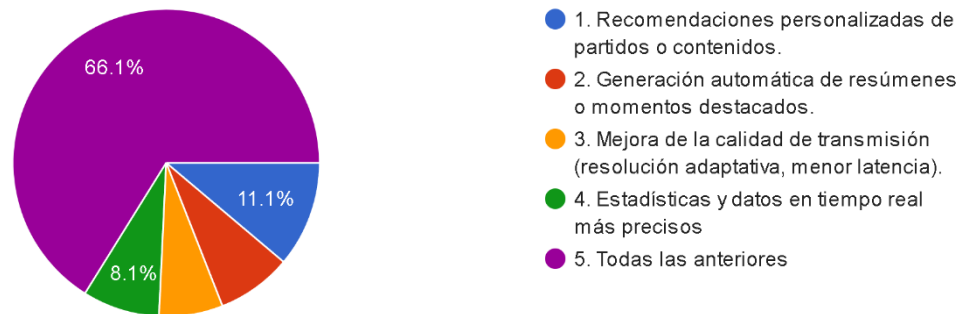 66.1%
11.1%
8.1%
1. Recomendaciones personalizadas de
partidos o contenidos.
2. Generación automática de resúmenes
o momentos destacados.
3. Mejora de la calidad de transmisión
(resolución adaptativa, menor latencia).
4. Estadísticas y datos en tiempo real
más precisos
5. Todas las anteriores